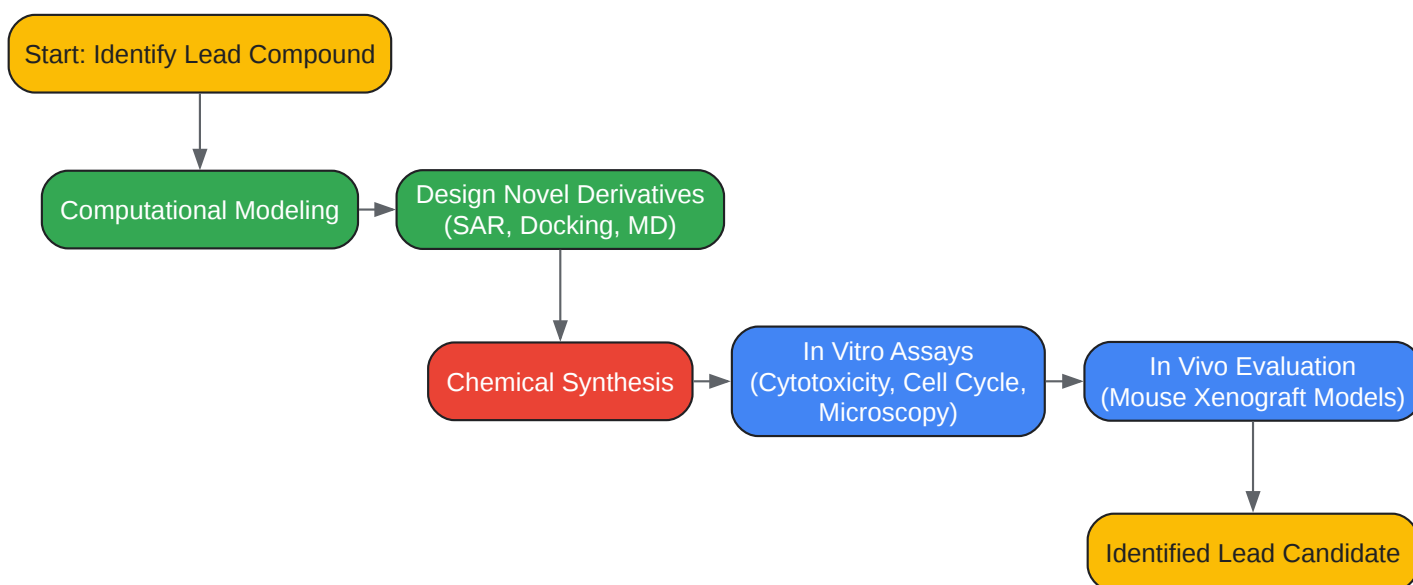 Start: Identify Lead Compound
Computational Modeling
Design Novel Derivatives
(SAR, Docking, MD)
Chemical Synthesis
In Vitro Assays
(Cytotoxicity, Cell Cycle,
Microscopy)
In Vivo Evaluation
(Mouse Xenograft Models)
Identified Lead Candidate